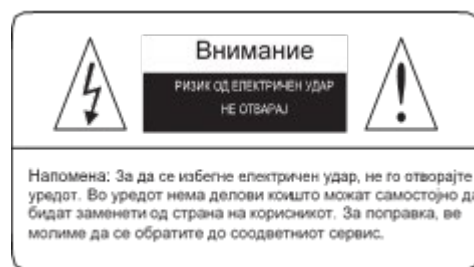 Внимание
РИЗИК ОД ЕЛЕКТРИЧЕН УДАР
НЕ ОТВАРАЈ
Напомена: За да се избегне електричен удар, не го отворајте
уредот. Во уредот нема делови коишто можат самостојно да
бидат заменети од страна на корисникот. За поправка, ве
молиме да се обратите до соодветниот сервис.